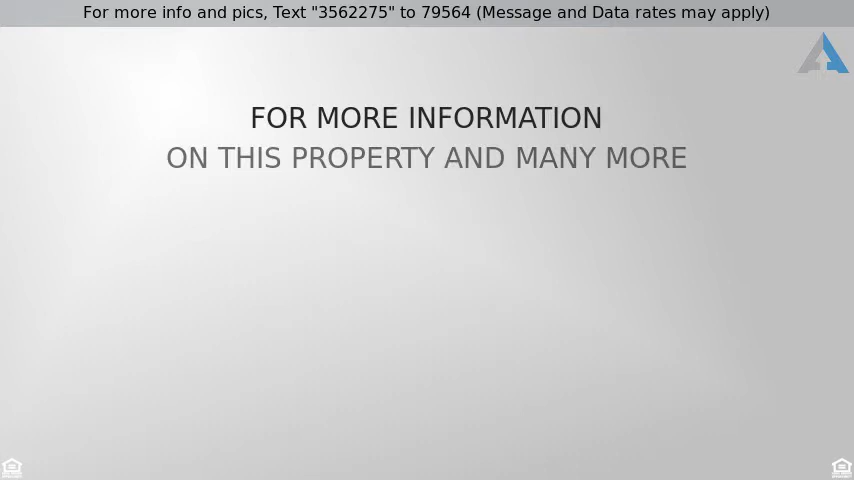 For more info and pics, Text "3562275" to 79564 (Message and Data rates may apply)
FOR MORE INFORMATION
ON THIS PROPERTY AND MANY MORE